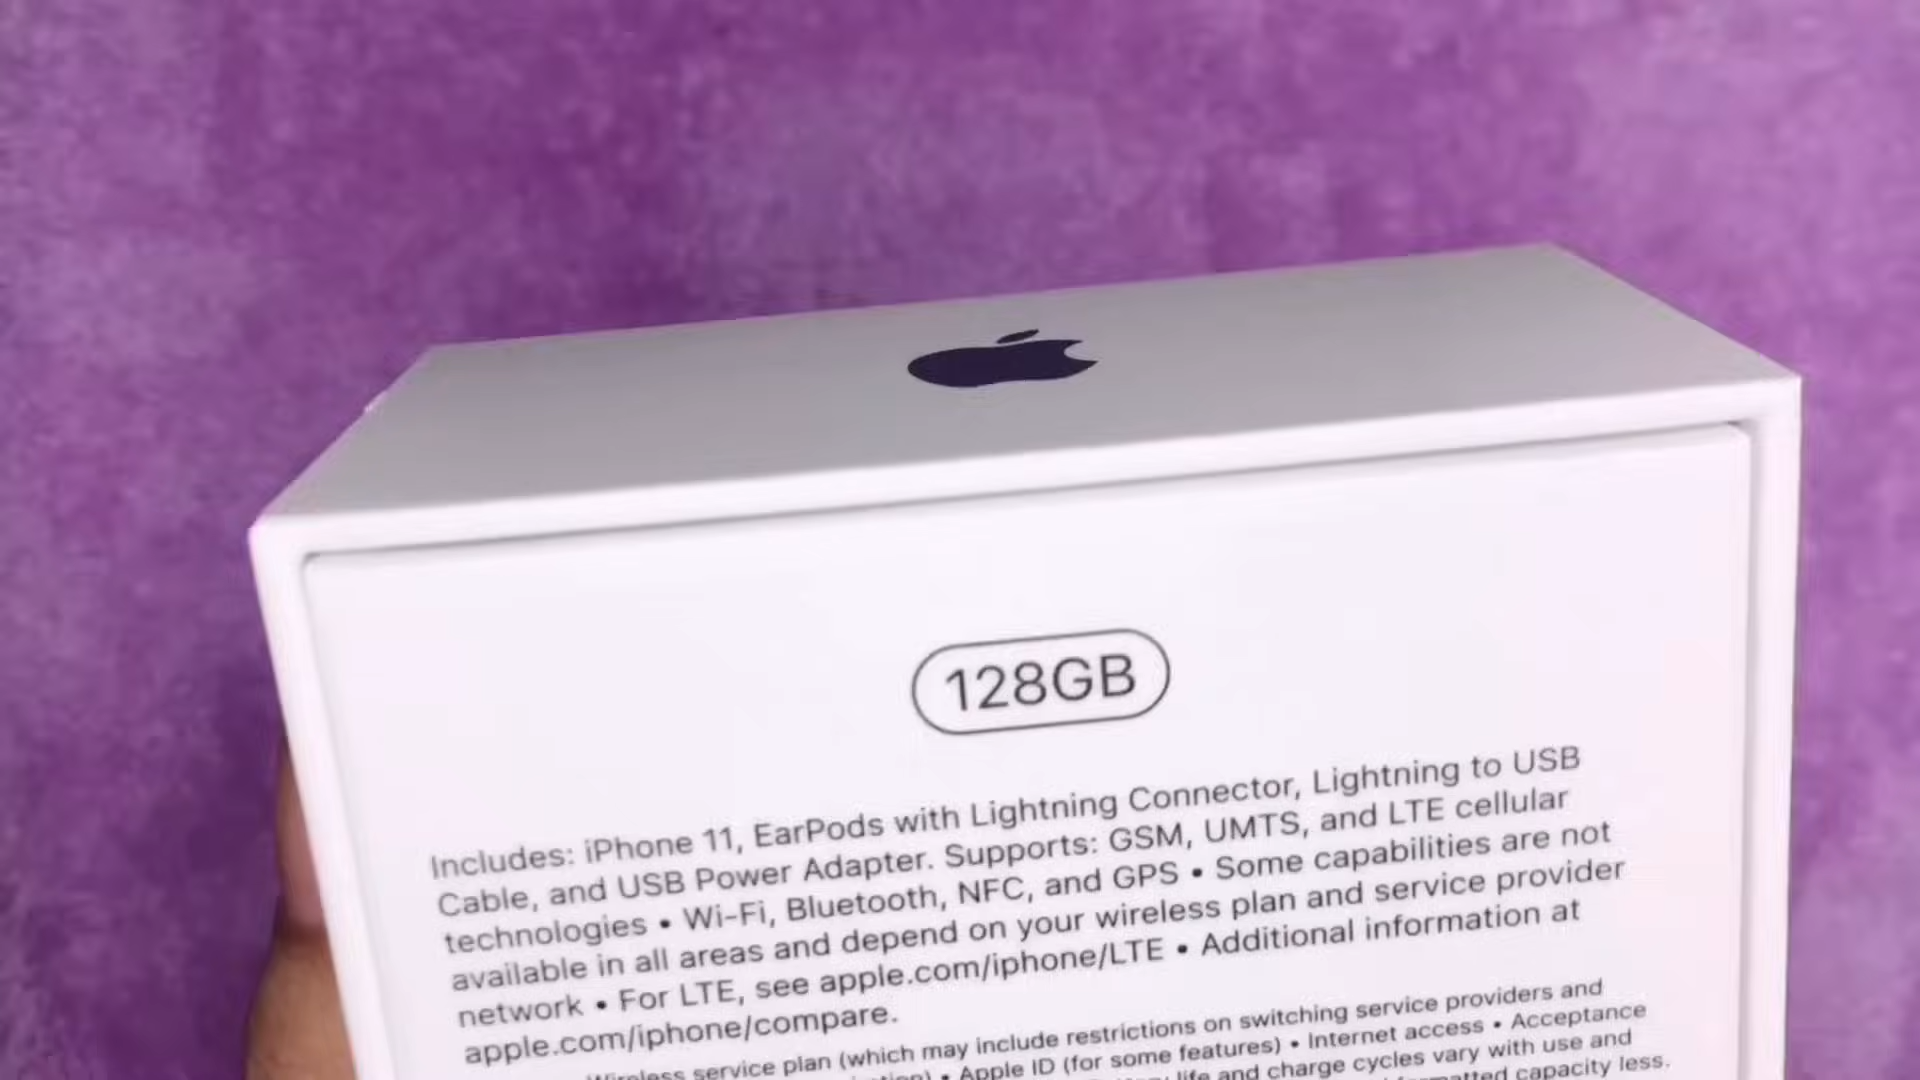 128GB
Includes: iPhone 11, EarPods with Lightning Connector, Lightning to USB
Cable, and USB Power Adapter. Supports: GSM, UMTS, and LTE cellular
technologies • Wi-Fi, Bluetooth, NFC, and GPS • Some capabilities are not
available in all areas and depend on your wireless plan and service provider
network • For LTE, see apple.com/iphone/LTE • Additional information at
apple.com/iphone/compare.
Wireless service plan (which may include restrictions on switching service providers and
• Apple ID (for some features) • Internet access • Acceptance
life and charge cycles vary with use and
capacity less.